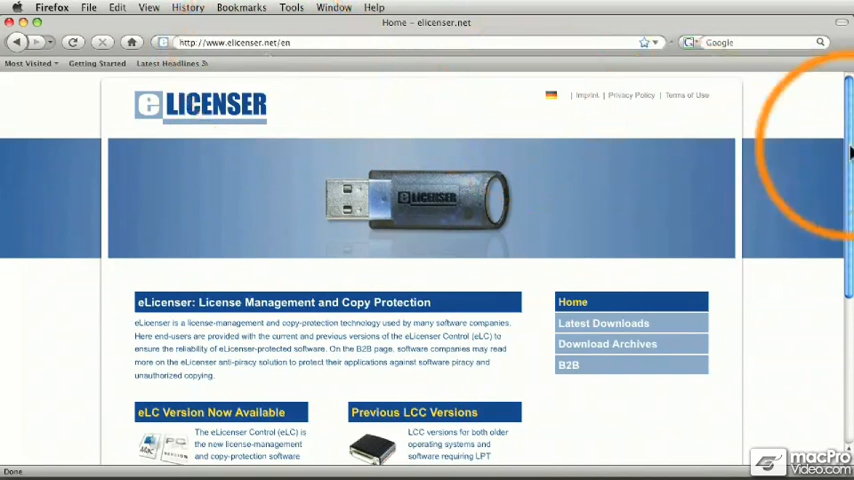 Firefox File Edit View History Bookmarks Tools Window Help
Home – elicenser.net
http://www.elicenser.net/en
Google
Most Visited Getting Started Latest Headlines
eLICENSER
| Imprint | Privacy Policy | Terms of Use
eLICENSER
eLicenser: License Management and Copy Protection
Home
eLicenser is a license-management and copy-protection technology used by many software companies.
Here end-users are provided with the current and previous versions of the eLicenser Control (eLC) to
ensure the reliability of eLicenser-protected software. On the B2B page, software companies may read
more on the eLicenser anti-piracy solution to protect their applications against software piracy and
unauthorized copying.
Latest Downloads
Download Archives
B2B
eLC Version Now Available
Previous LCC Versions
The eLicenser Control (eLC) is
the new license-management
and copy-protection software
LCC versions for both older
operating systems and
software requiring LPT
Mac PC
VERSION
Done
macPro
Video.com